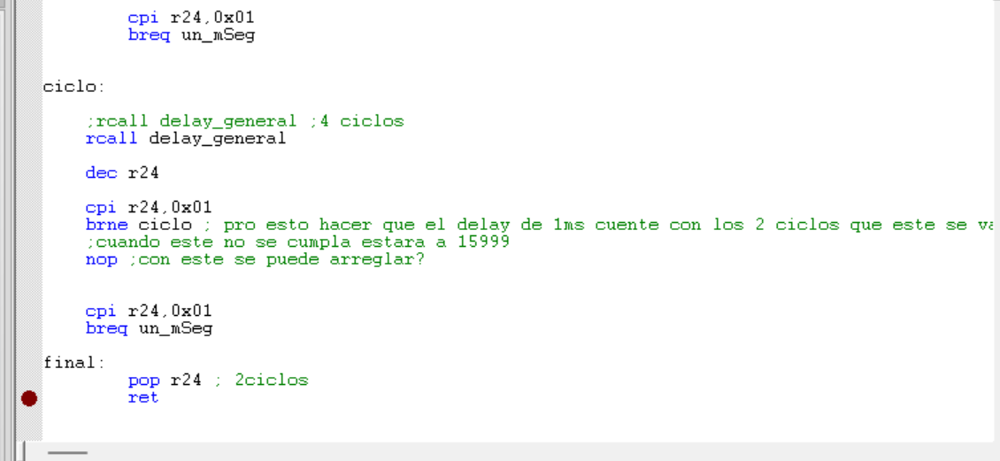 cpi r24,0x01
breq un_mSeg
ciclo:
;rcall delay_general ;4 ciclos
rcall delay_general
dec r24
cpi r24,0x01
brne ciclo ; pro esto hacer que el delay de 1ms cuente con los 2 ciclos que este se
;cuando este no se cumpla estara a 15999
nop ;con este se puede arreglar?
cpi r24,0x01
breq un_mSeg
final:
pop r24 ; 2ciclos
ret